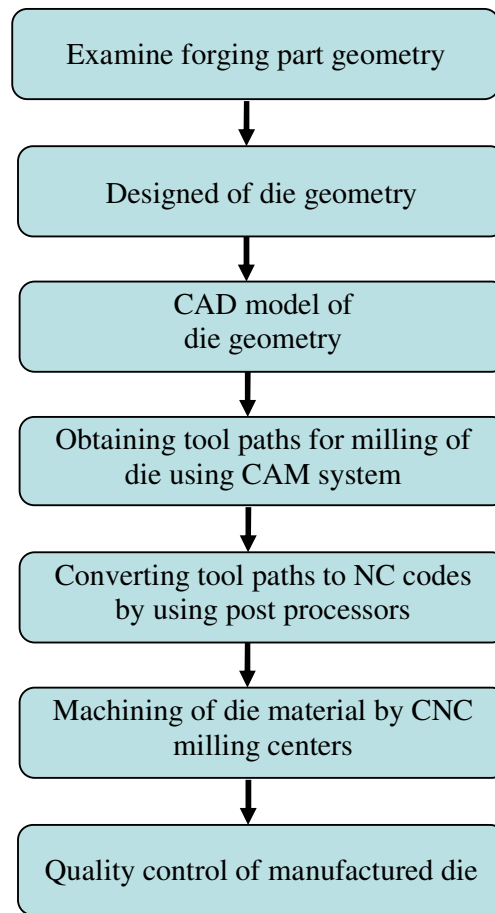 Examine forging part geometry
Designed of die geometry
CAD model of
die geometry
Obtaining tool paths for milling of
die using CAM system
Converting tool paths to NC codes
by using post processors
Machining of die material by CNC
milling centers
Quality control of manufactured die